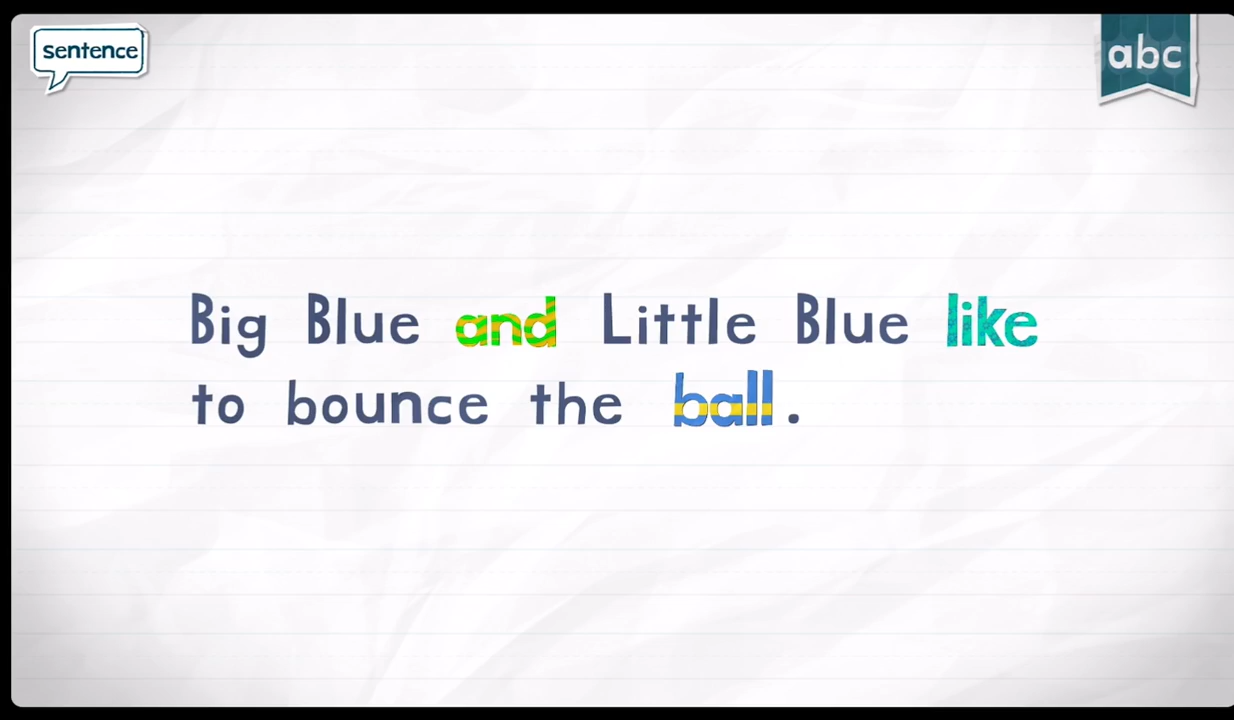 sentence
abc
Big Blue and Little Blue like
to bounce the ball.